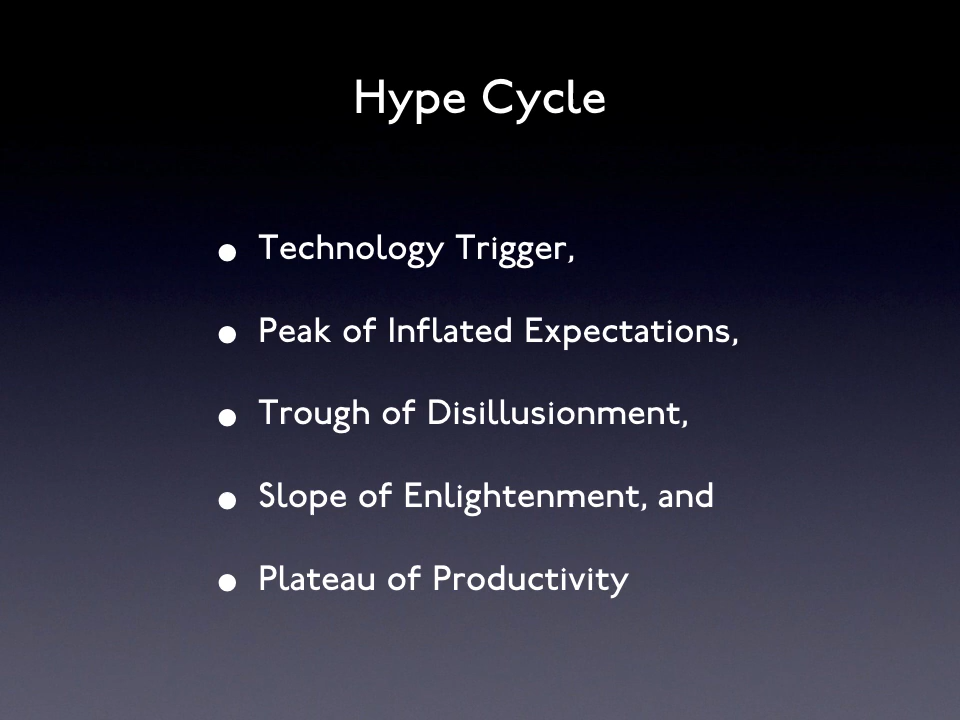 Hype Cycle
• Technology Trigger,
• Peak of Inflated Expectations,
• Trough of Disillusionment,
• Slope of Enlightenment, and
• Plateau of Productivity